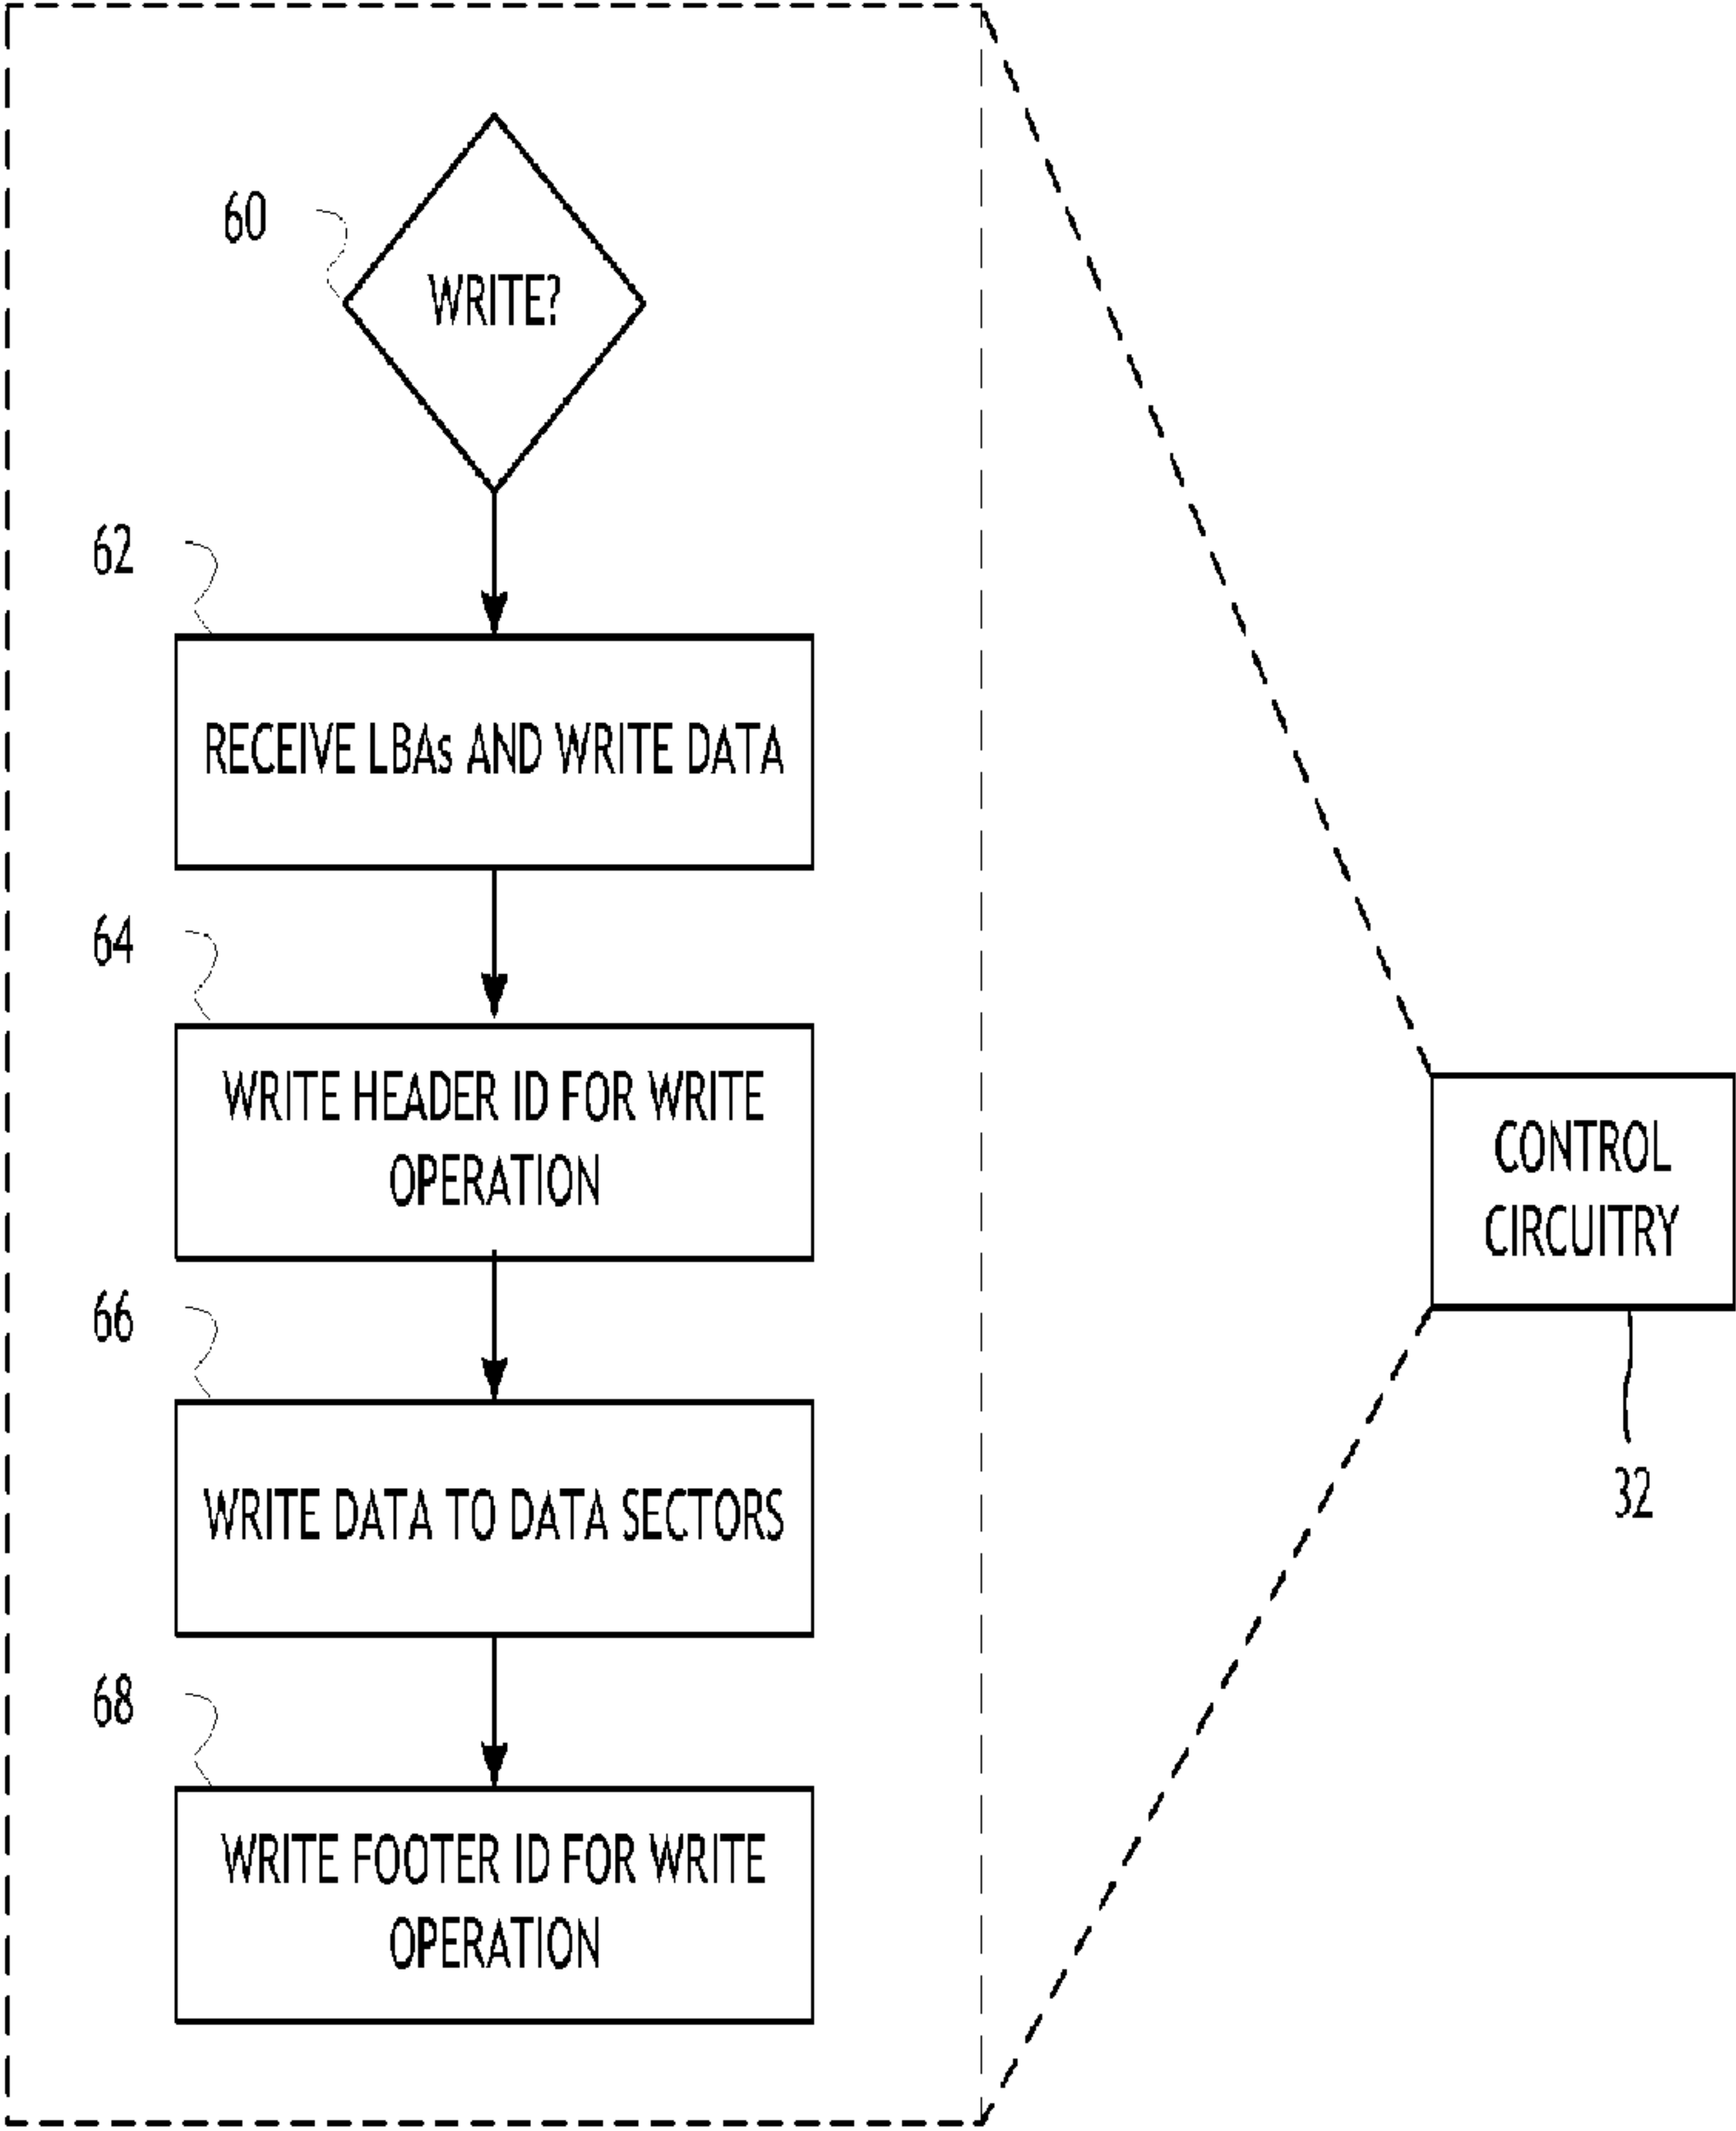 60
WRITE?
62
RECEIVE LBAs AND WRITE DATA
64
WRITE HEADER ID FOR WRITE
OPERATION
66
WRITE DATA TO DATA SECTORS
68
WRITE FOOTER ID FOR WRITE
OPERATION
CONTROL
CIRCUITRY
32